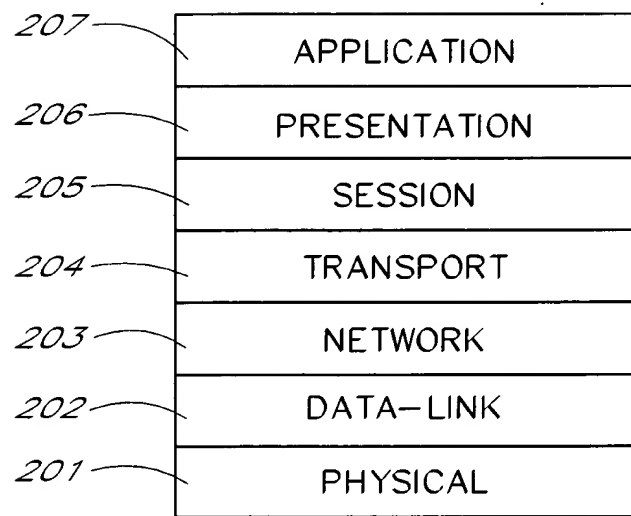 207 APPLICATION
206 PRESENTATION
205 SESSION
204 TRANSPORT
203 NETWORK
202 DATA-LINK
201 PHYSICAL